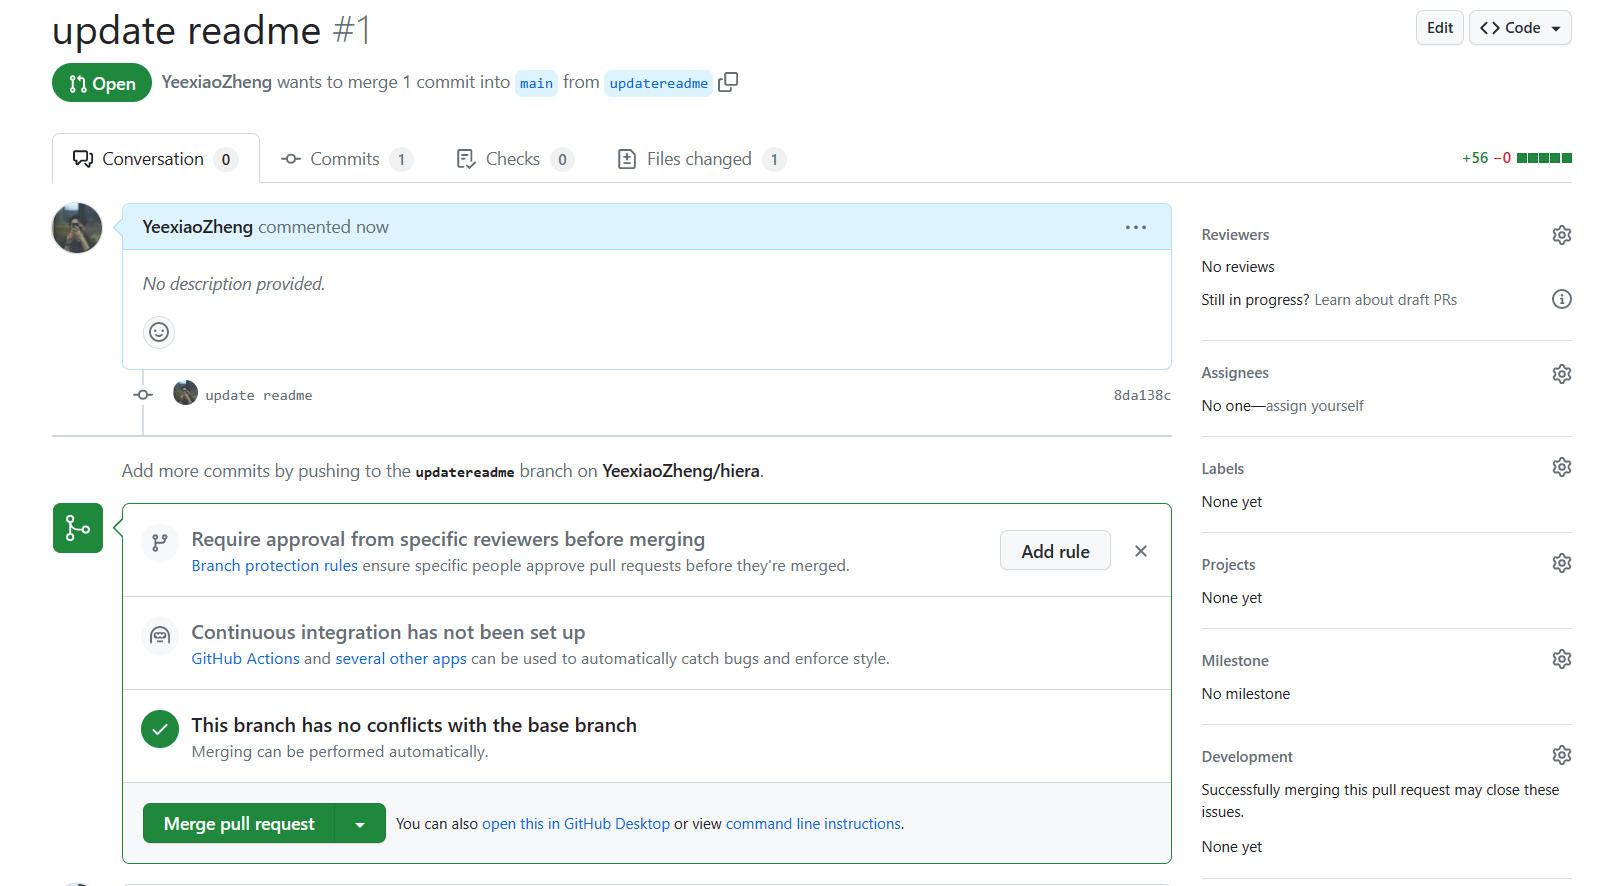 update readme #1
Edit
Code
Open
YeexiaoZheng wants to merge 1 commit into main from updatereadme
Conversation 0
Commits 1
Checks 0
Files changed 1
+56 −0
YeexiaoZheng commented now
No description provided.
update readme
8da138c
Add more commits by pushing to the updatereadme branch on YeexiaoZheng/hiera.
Require approval from specific reviewers before merging
Branch protection rules ensure specific people approve pull requests before they're merged.
Add rule
Continuous integration has not been set up
GitHub Actions and several other apps can be used to automatically catch bugs and enforce style.
This branch has no conflicts with the base branch
Merging can be performed automatically.
Merge pull request
You can also open this in GitHub Desktop or view command line instructions.
Reviewers
No reviews
Still in progress? Learn about draft PRs
Assignees
No one—assign yourself
Labels
None yet
Projects
None yet
Milestone
No milestone
Development
Successfully merging this pull request may close these
issues.
None yet